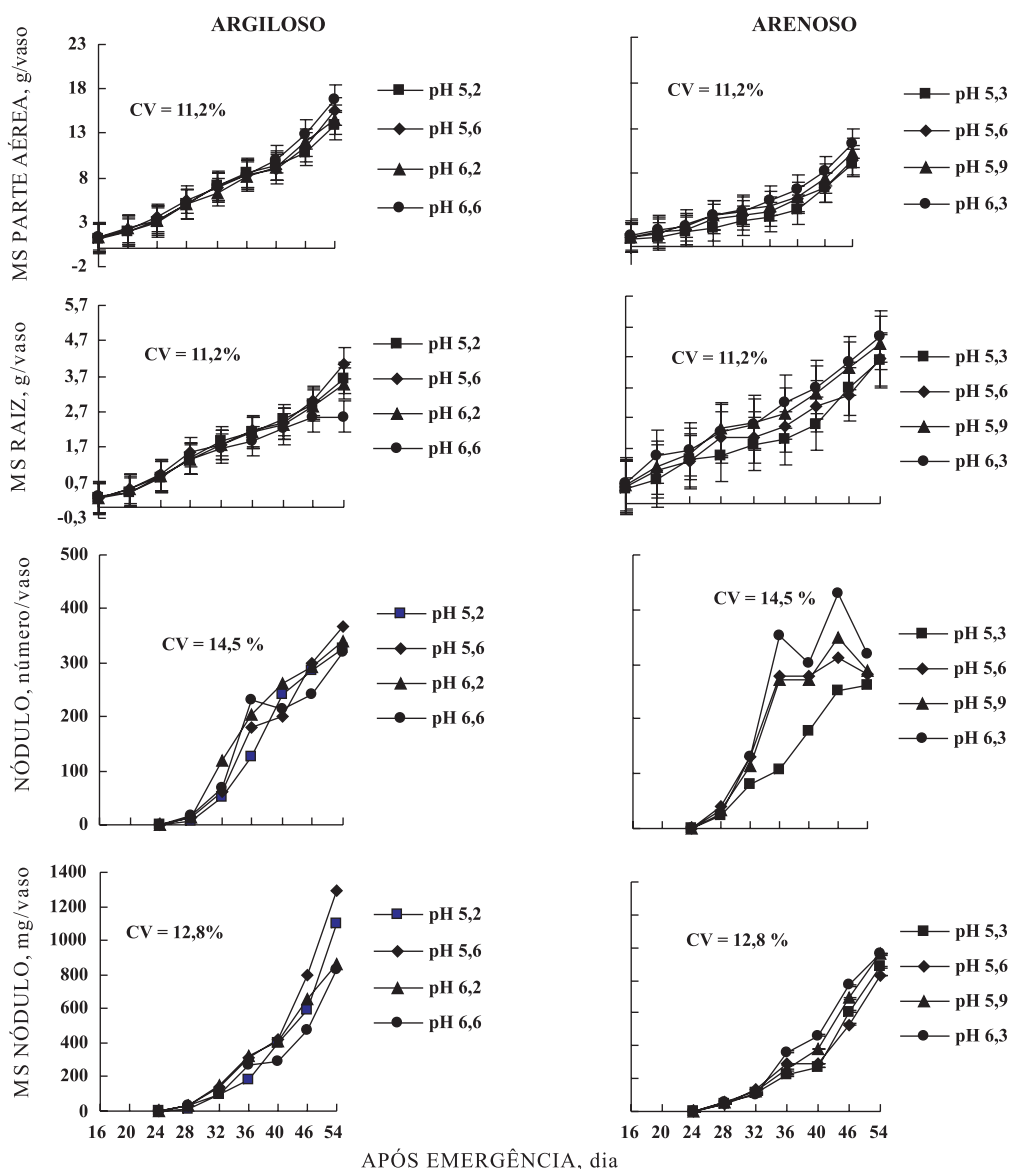 ARGILOSO
ARENOSO
MS PARTE AÉREA, g/vaso
23
18
13
8
3
-2
CV = 11,2%
pH 5,2
pH 5,6
pH 6,2
pH 6,6
CV = 11,2%
pH 5,3
pH 5,6
pH 5,9
pH 6,3
MS RAIZ, g/vaso
5,7
4,7
3,7
2,7
1,7
0,7
-0,3
CV = 11,2%
pH 5,2
pH 5,6
pH 6,2
pH 6,6
CV = 11,2%
pH 5,3
pH 5,6
pH 5,9
pH 6,3
NÓDULO, número/vaso
500
400
300
200
100
0
CV = 14,5 %
pH 5,2
pH 5,6
pH 6,2
pH 6,6
CV = 14,5 %
pH 5,3
pH 5,6
pH 5,9
pH 6,3
MS NÓDULO, mg/vaso
1400
1200
1000
800
600
400
200
0
CV = 12,8%
pH 5,2
pH 5,6
pH 6,2
pH 6,6
CV = 12,8 %
pH 5,3
pH 5,6
pH 5,9
pH 6,3
16 20 24 28 32 36 40 46 54
16 20 24 28 32 36 40 46 54
APÓS EMERGÊNCIA, dia